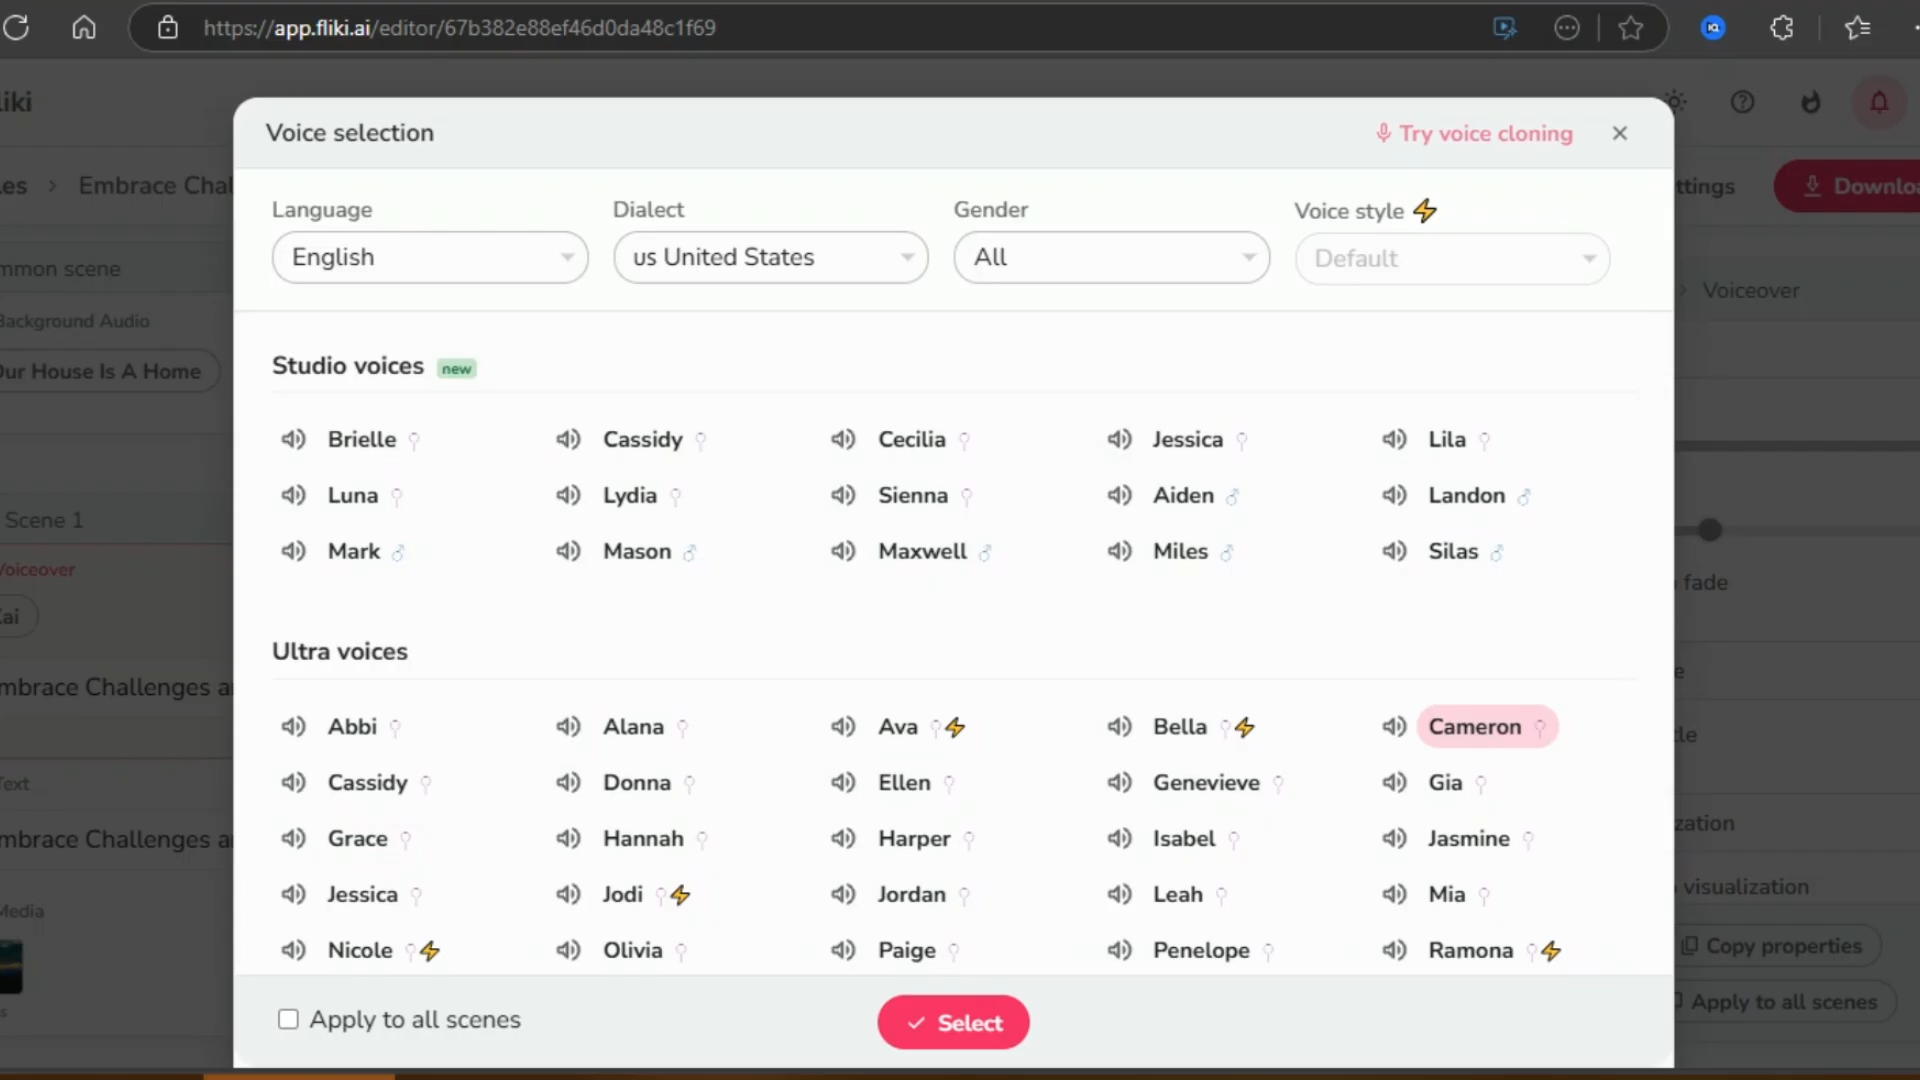 https://app.fliki.ai/editor/67b382e88ef46d0da48c1f69
liki
Voice selection
Try voice cloning
les > Embrace Chal
ttings
Downloa
Language
Dialect
Gender
Voice style
English
us United States
All
Default
mmon scene
Voiceover
Background Audio
Our House Is A Home
Studio voices new
Brielle
Cassidy
Cecilia
Jessica
Lila
Luna
Lydia
Sienna
Aiden
Landon
Scene 1
Mark
Mason
Maxwell
Miles
Silas
Voiceover
fade
Kai
Ultra voices
mbrace Challenges a
Abbi
Alana
Ava
Bella
Cameron
Cassidy
Donna
Ellen
Genevieve
Gia
Text
zation
mbrace Challenges a
Grace
Hannah
Harper
Isabel
Jasmine
Jessica
Jodi
Jordan
Leah
Mia
visualization
Media
Nicole
Olivia
Paige
Penelope
Ramona
Copy properties
Apply to all scenes
Select
Apply to all scenes